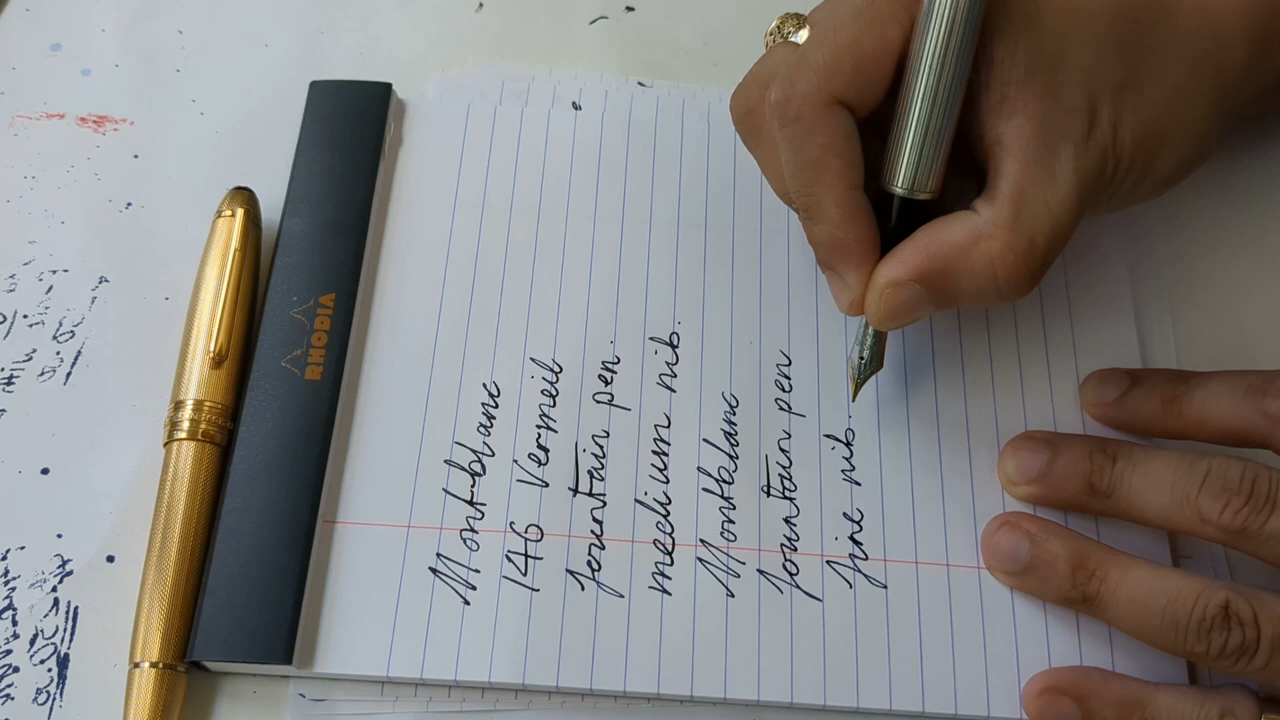 RHODIA
Montblanc
146 Vermeil
fountain pen.
medium nib.
Montblanc
fountain pen
fine nib.